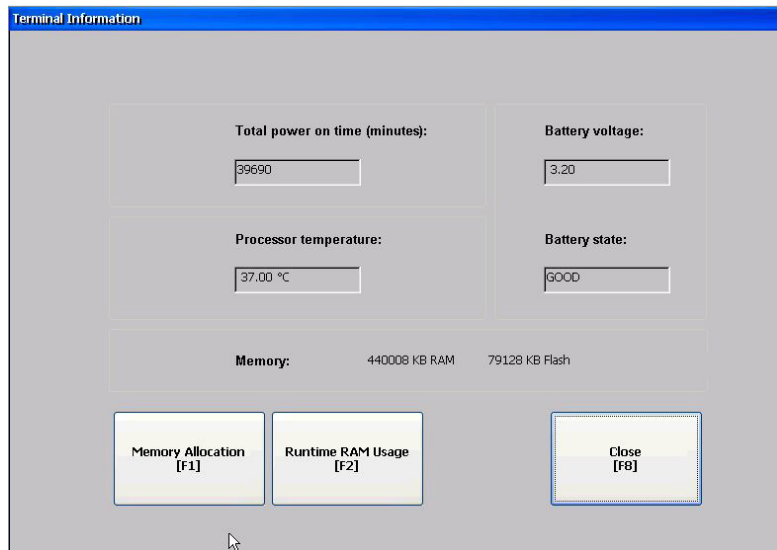 Terminal Information
Total power on time (minutes):
Battery voltage:
39690
3.20
Processor temperature:
Battery state:
37.00 °C
GOOD
Memory:
440008 KB RAM
79128 KB Flash
Memory Allocation
[F1]
Runtime RAM Usage
[F2]
Close
[F8]